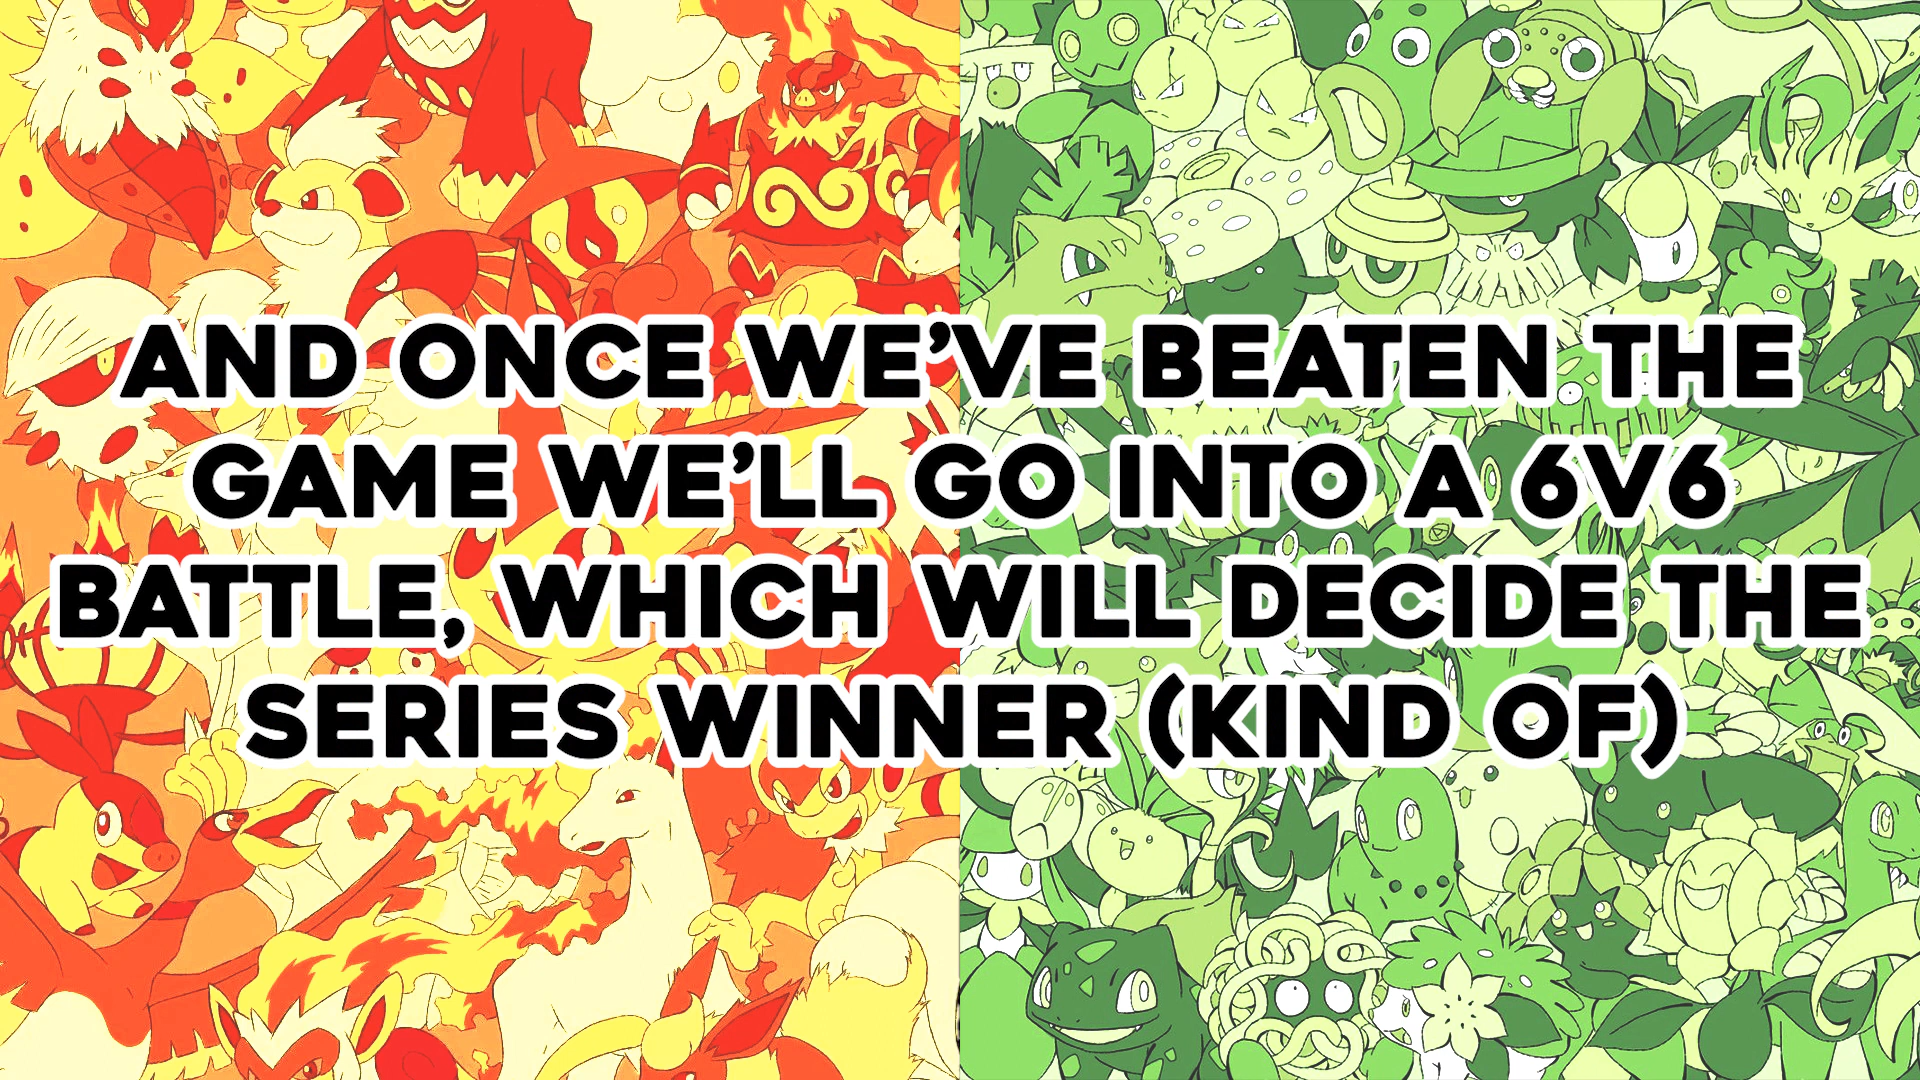 AND ONCE WE'VE BEATEN THE
GAME WE'LL GO INTO A 6V6
BATTLE, WHICH WILL DECIDE THE
SERIES WINNER (KIND OF)